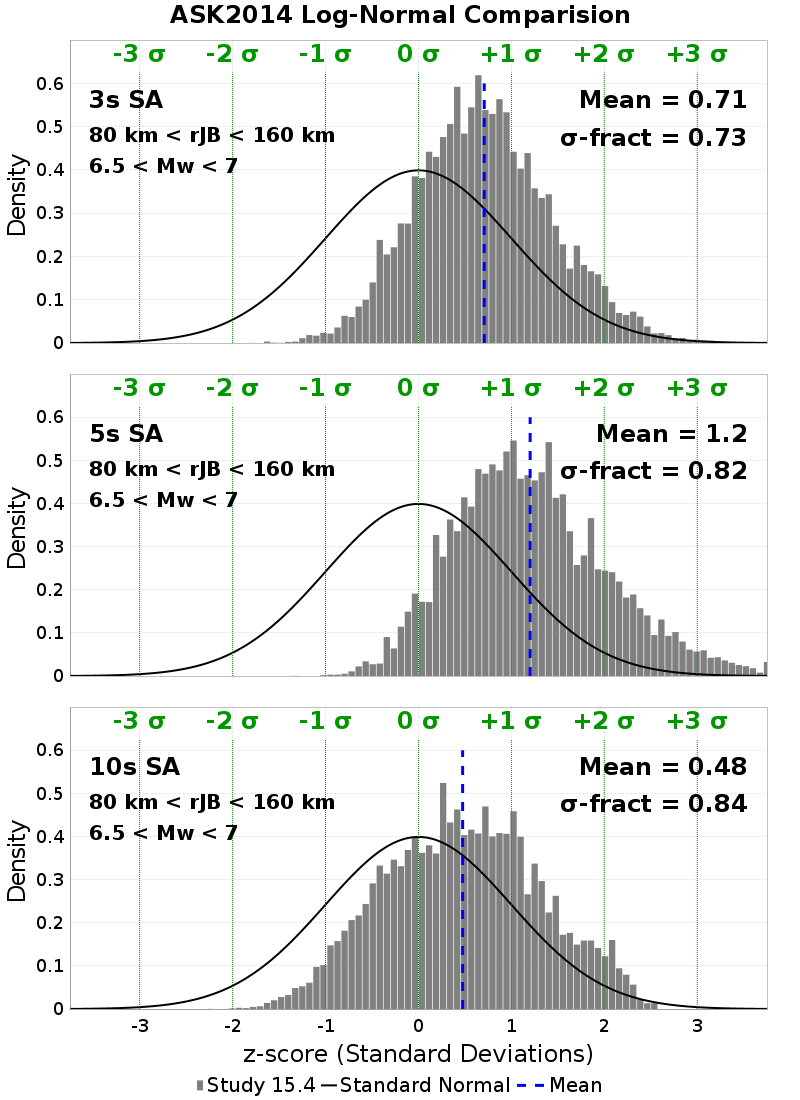 ASK2014 Log-Normal Comparision
-3 σ -2 σ -1 σ 0 σ +1 σ +2 σ +3 σ
3s SA
80 km < rJB < 160 km
6.5 < Mw < 7
Mean = 0.71
σ-fract = 0.73
Density
0.6
0.5
0.4
0.3
0.2
0.1
0
-3 σ -2 σ -1 σ 0 σ +1 σ +2 σ +3 σ
5s SA
80 km < rJB < 160 km
6.5 < Mw < 7
Mean = 1.2
σ-fract = 0.82
Density
0.6
0.5
0.4
0.3
0.2
0.1
0
-3 σ -2 σ -1 σ 0 σ +1 σ +2 σ +3 σ
10s SA
80 km < rJB < 160 km
6.5 < Mw < 7
Mean = 0.48
σ-fract = 0.84
Density
0.6
0.5
0.4
0.3
0.2
0.1
0
-3 -2 -1 0 1 2 3
z-score (Standard Deviations)
Study 15.4 Standard Normal Mean